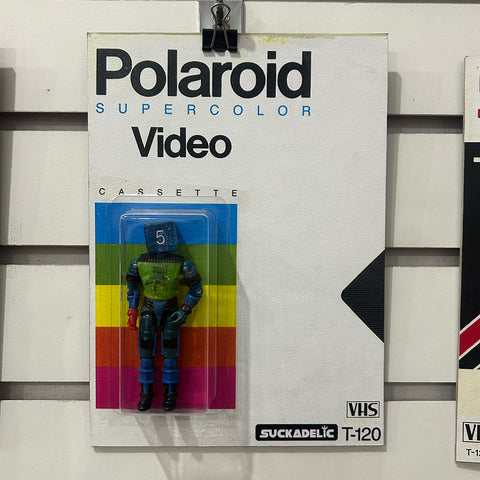 Polaroid
SUPERCOLOR
Video
CASSETTE
5
VHS
SUCKADELIC T-120